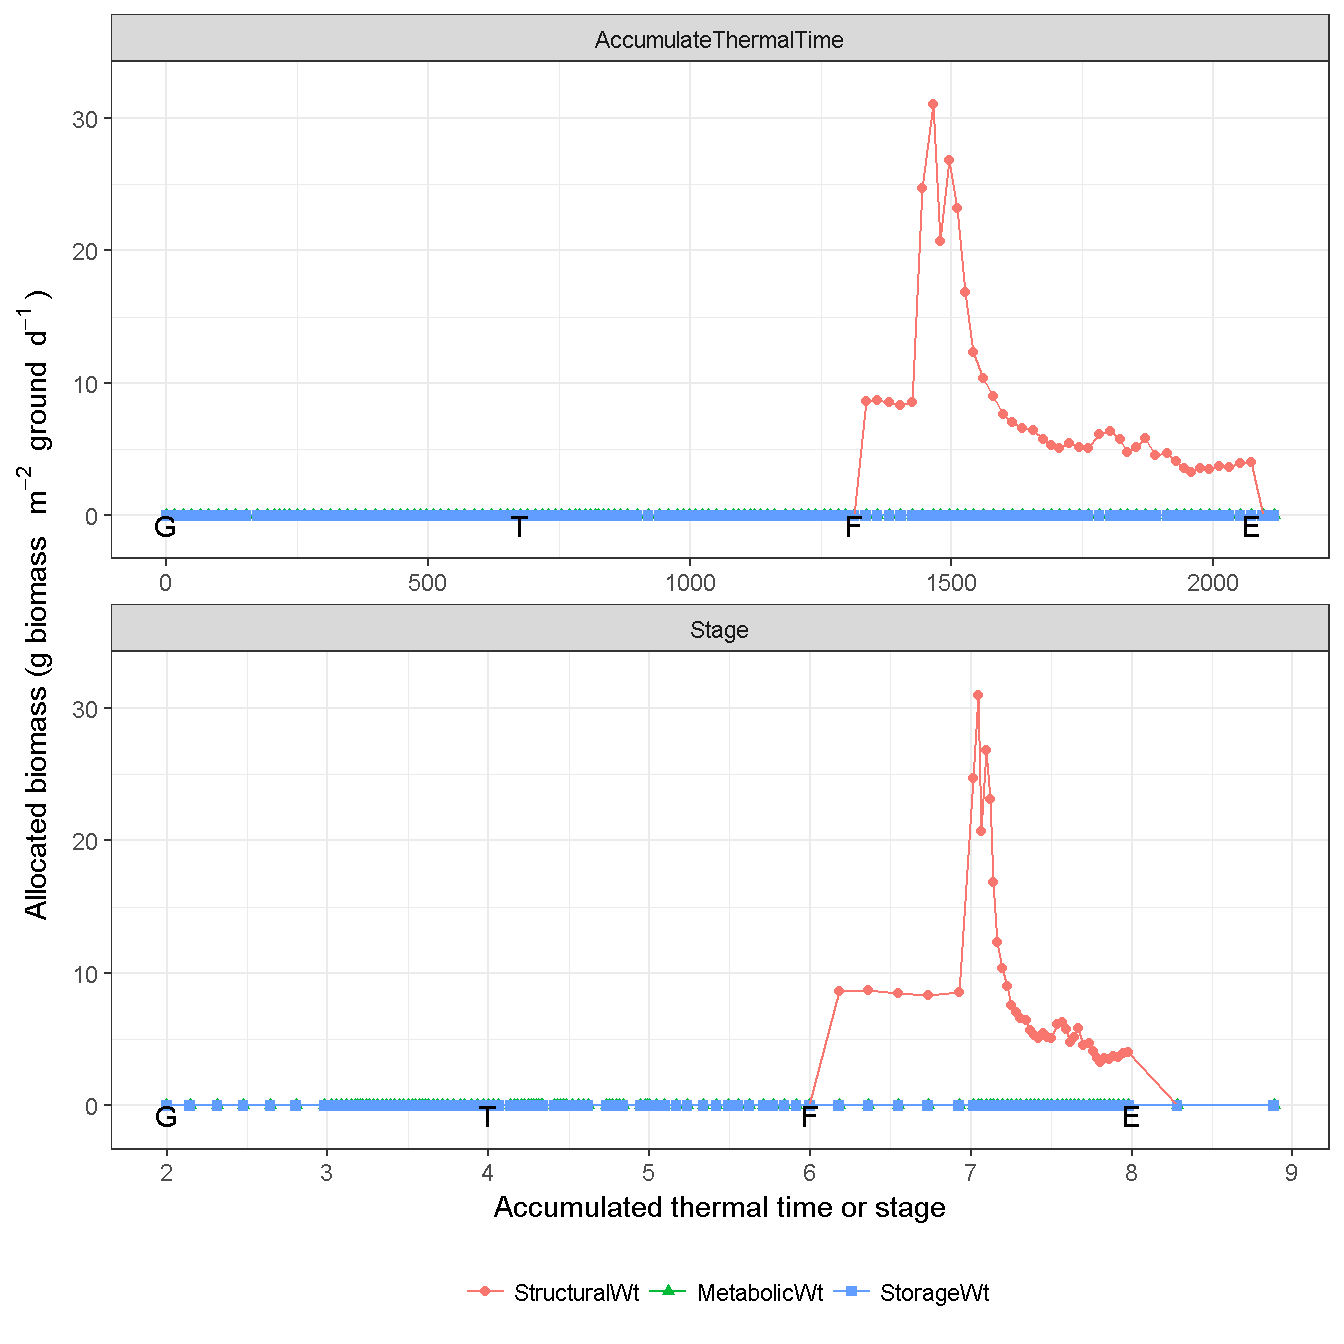 AccumulateThermalTime
30
20
10
0
G T F E
0 500 1000 1500 2000
Stage
30
20
10
0
G T F E
2 3 4 5 6 7 8 9
Allocated biomass (g biomass m⁻² ground d⁻¹)
Accumulated thermal time or stage
StructuralWt MetabolicWt StorageWt